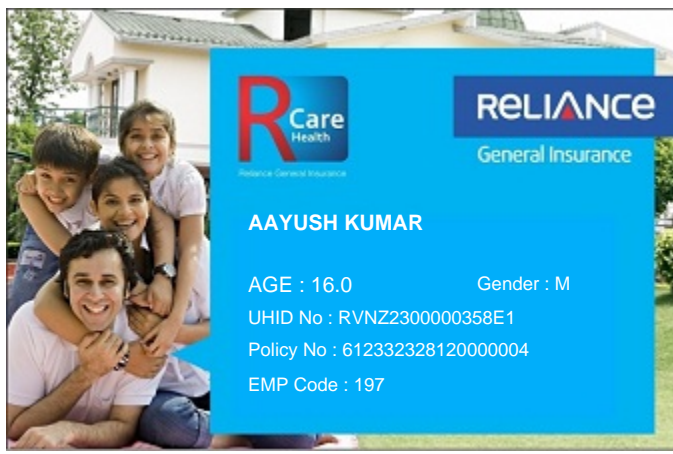 R Care
Health
Reliance General Insurance
RELIANCE
General Insurance
AAYUSH KUMAR
AGE : 16.0 Gender : M
UHID No : RVNZ2300000358E1
Policy No : 612332328120000004
EMP Code : 197